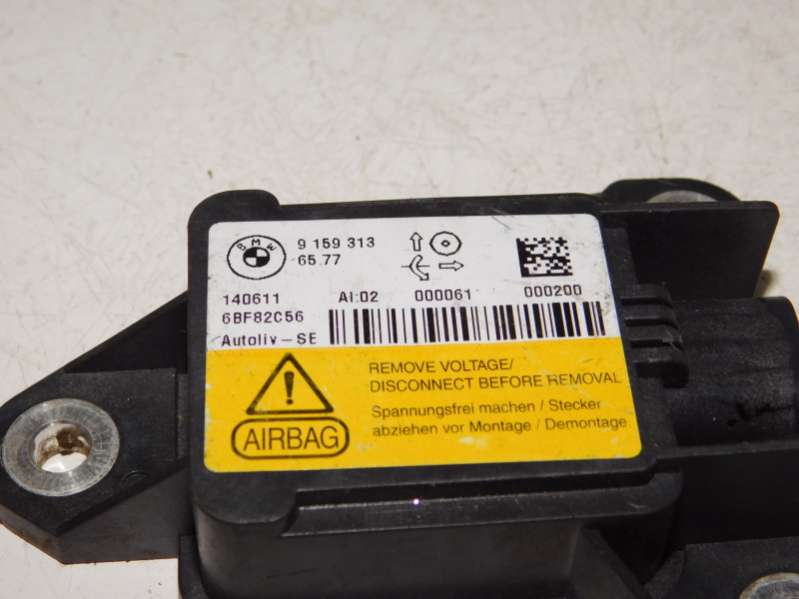 BMW
9 159 313
65.77
140611 AI:02 000061 000200
6BF82C56
Autoliv-SE
REMOVE VOLTAGE/
DISCONNECT BEFORE REMOVAL
Spannungsfrei machen / Stecker
abziehen vor Montage / Demontage
AIRBAG